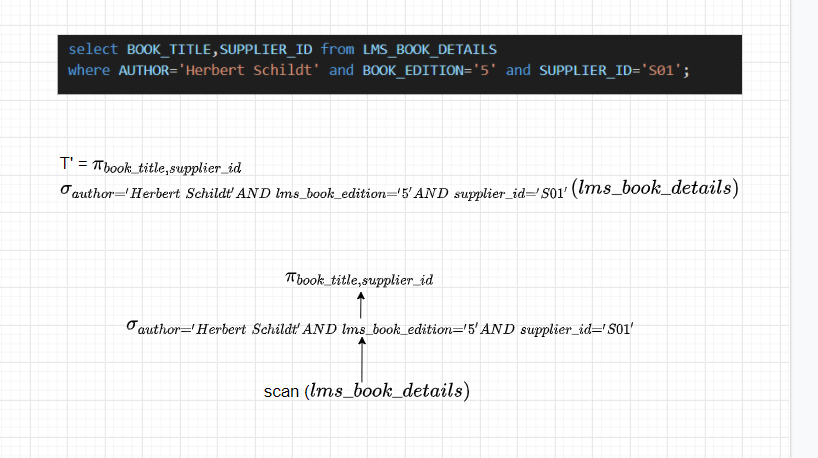 select BOOK_TITLE,SUPPLIER_ID from LMS_BOOK_DETAILS
where AUTHOR='Herbert Schildt' and BOOK_EDITION='5' and SUPPLIER_ID='S01';
T' = π book_title,supplier_id
σ author='Herbert Schildt' AND lms_book_edition='5' AND supplier_id='S01' (lms_book_details)
π book_title,supplier_id
σ author='Herbert Schildt' AND lms_book_edition='5' AND supplier_id='S01'
scan (lms_book_details)